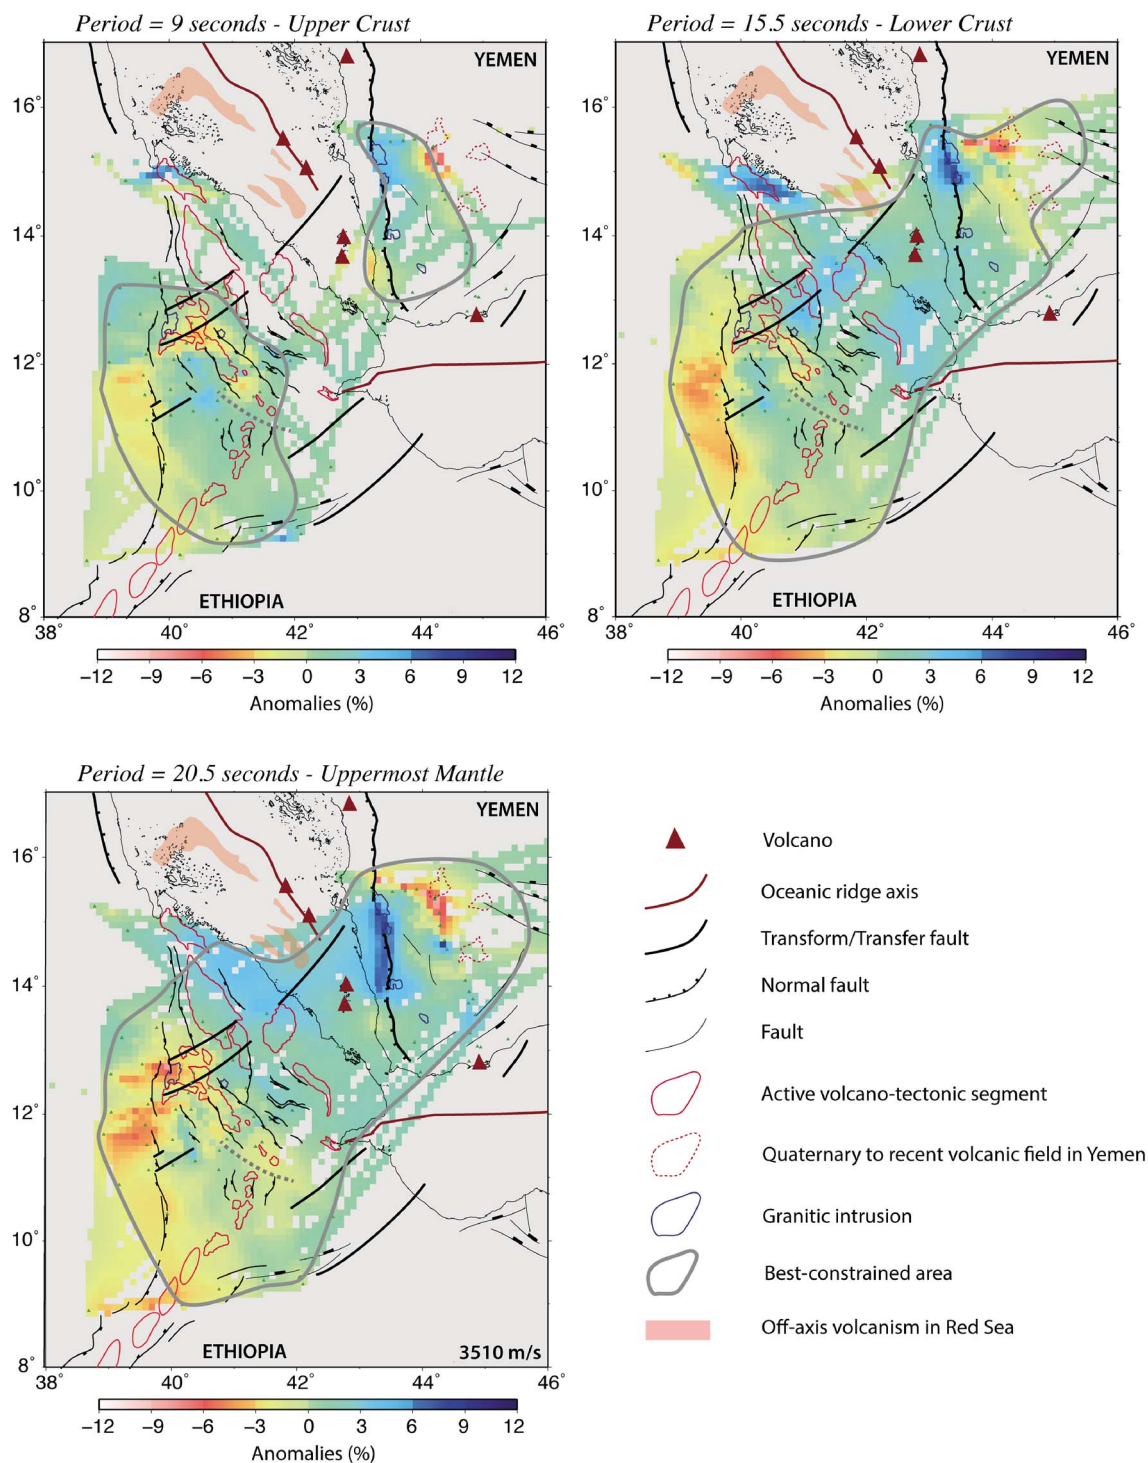 Period = 9 seconds - Upper Crust
YEMEN
16°
14°
12°
10°
8°
ETHIOPIA
38 40 42 44 46
−12 −9 −6 −3 0 3 6 9 12
Anomalies (%)
Period = 15.5 seconds - Lower Crust
YEMEN
16°
14°
12°
10°
8°
ETHIOPIA
38° 40° 42° 44° 46°
−12 −9 −6 −3 0 3 6 9 12
Anomalies (%)
Period = 20.5 seconds - Uppermost Mantle
YEMEN
16°
14°
12°
10°
8°
ETHIOPIA
3510 m/s
38° 40° 42° 44° 46°
−12 −9 −6 −3 0 3 6 9 12
Anomalies (%)
Volcano
Oceanic ridge axis
Transform/Transfer fault
Normal fault
Fault
Active volcano-tectonic segment
Quaternary to recent volcanic field in Yemen
Granitic intrusion
Best-constrained area
Off-axis volcanism in Red Sea